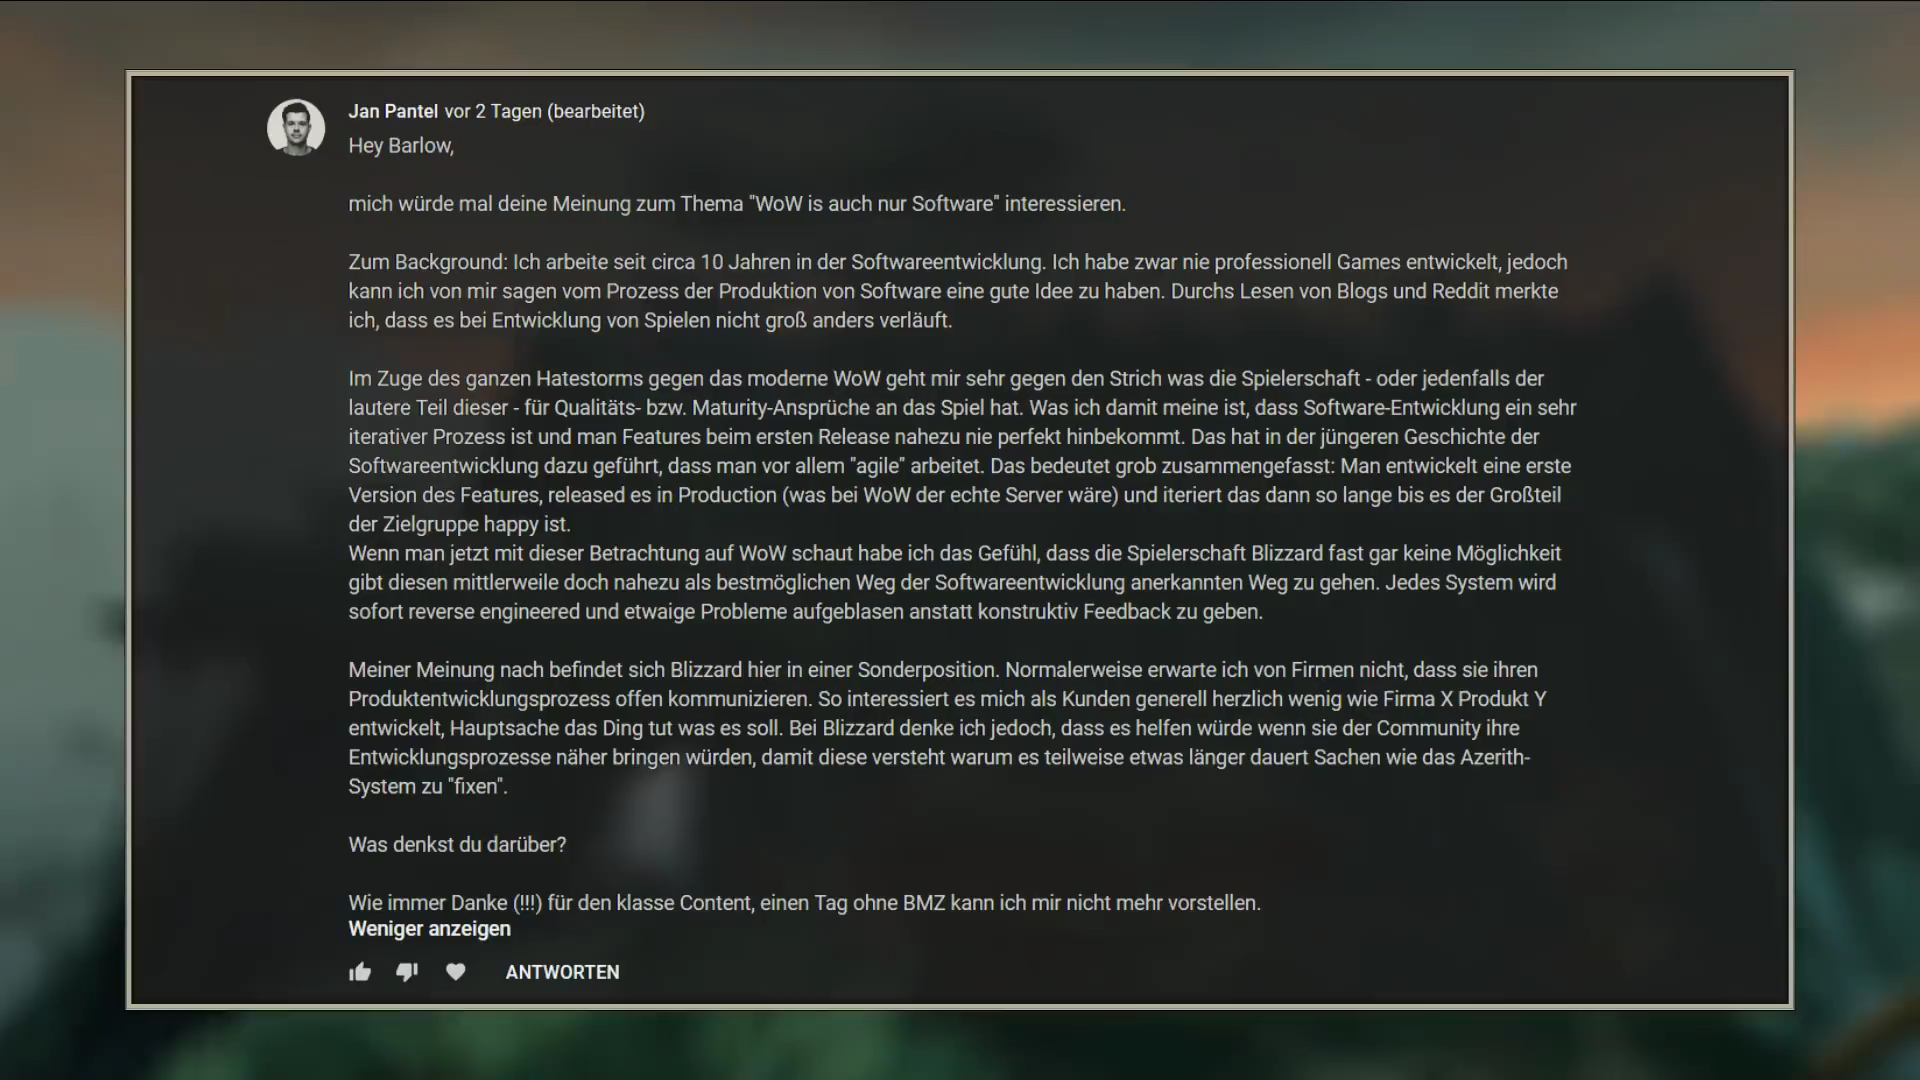 Jan Pantel vor 2 Tagen (bearbeitet)
Hey Barlow,
mich würde mal deine Meinung zum Thema "WoW is auch nur Software" interessieren.
Zum Background: Ich arbeite seit circa 10 Jahren in der Softwareentwicklung. Ich habe zwar nie professionell Games entwickelt, jedoch
kann ich von mir sagen vom Prozess der Produktion von Software eine gute Idee zu haben. Durchs Lesen von Blogs und Reddit merkte
ich, dass es bei Entwicklung von Spielen nicht groß anders verläuft.
Im Zuge des ganzen Hatestorms gegen das moderne WoW geht mir sehr gegen den Strich was die Spielerschaft - oder jedenfalls der
lautere Teil dieser - für Qualitäts- bzw. Maturity-Ansprüche an das Spiel hat. Was ich damit meine ist, dass Software-Entwicklung ein sehr
iterativer Prozess ist und man Features beim ersten Release nahezu nie perfekt hinbekommt. Das hat in der jüngeren Geschichte der
Softwareentwicklung dazu geführt, dass man vor allem "agile" arbeitet. Das bedeutet grob zusammengefasst: Man entwickelt eine erste
Version des Features, released es in Production (was bei WoW der echte Server wäre) und iteriert das dann so lange bis es der Großteil
der Zielgruppe happy ist.
Wenn man jetzt mit dieser Betrachtung auf WoW schaut habe ich das Gefühl, dass die Spielerschaft Blizzard fast gar keine Möglichkeit
gibt diesen mittlerweile doch nahezu als bestmöglichen Weg der Softwareentwicklung anerkannten Weg zu gehen. Jedes System wird
sofort reverse engineered und etwaige Probleme aufgeblasen anstatt konstruktiv Feedback zu geben.
Meiner Meinung nach befindet sich Blizzard hier in einer Sonderposition. Normalerweise erwarte ich von Firmen nicht, dass sie ihren
Produktentwicklungsprozess offen kommunizieren. So interessiert es mich als Kunden generell herzlich wenig wie Firma X Produkt Y
entwickelt, Hauptsache das Ding tut was es soll. Bei Blizzard denke ich jedoch, dass es helfen würde wenn sie der Community ihre
Entwicklungsprozesse näher bringen würden, damit diese versteht warum es teilweise etwas länger dauert Sachen wie das Azerith-
System zu "fixen".
Was denkst du darüber?
Wie immer Danke (!!!) für den klasse Content, einen Tag ohne BMZ kann ich mir nicht mehr vorstellen.
Weniger anzeigen
ANTWORTEN